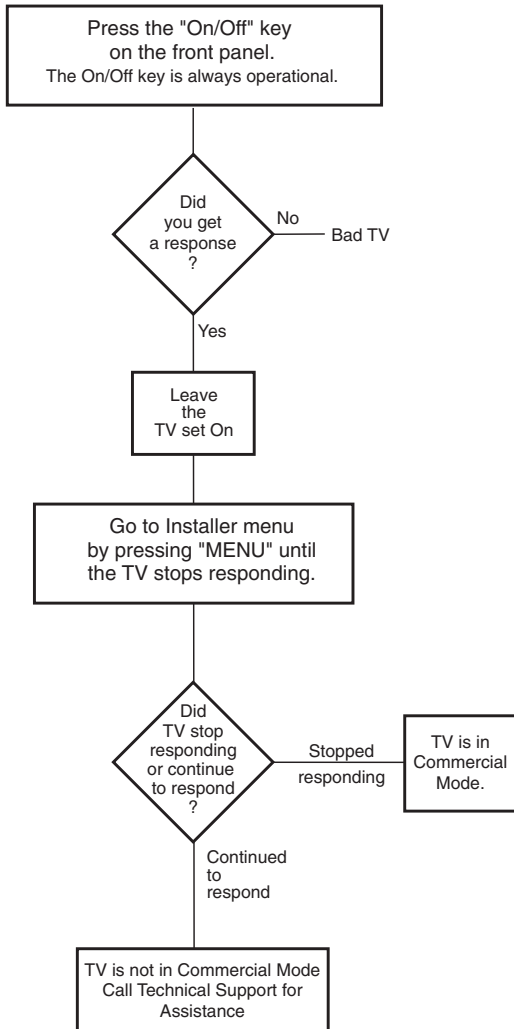 Press the "On/Off" key
on the front panel.
The On/Off key is always operational.
Did
you get
a response
?
No
Bad TV
Yes
Leave
the
TV set On
Go to Installer menu
by pressing "MENU" until
the TV stops responding.
Did
TV stop
responding
or continue
to respond
?
Stopped
responding
TV is in
Commercial
Mode.
Continued
to
respond
TV is not in Commercial Mode
Call Technical Support for
Assistance